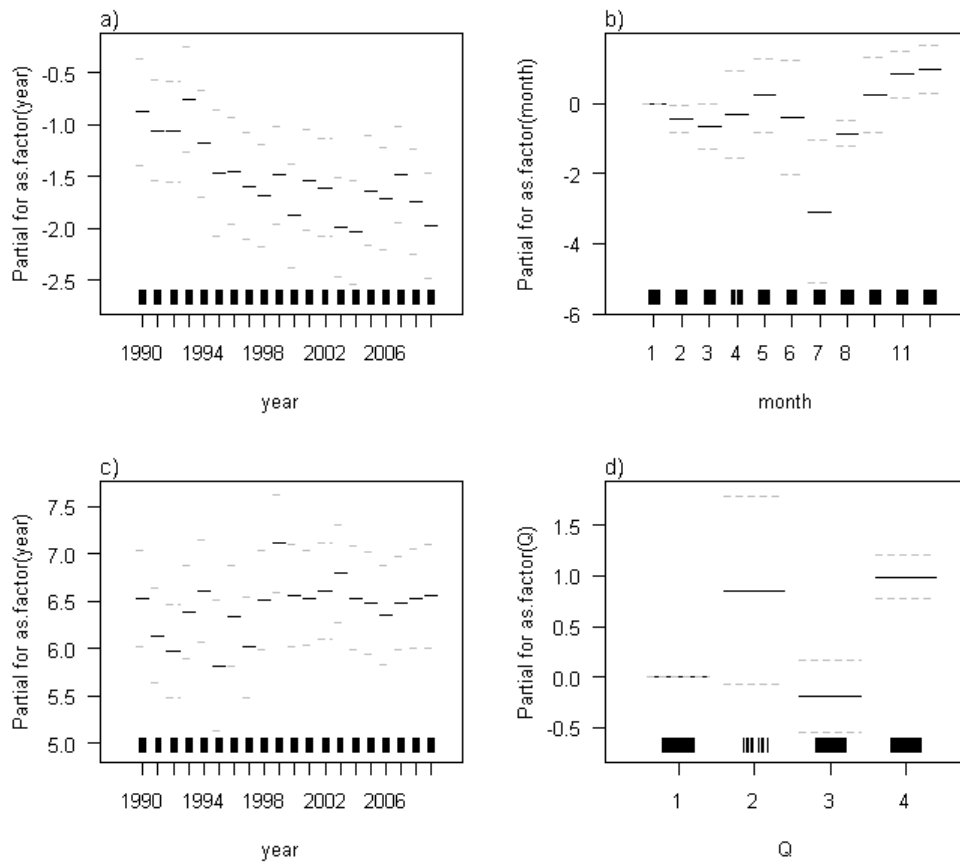 a)
Partial for as.factor(year)
-0.5
-1.0
-1.5
-2.0
-2.5
1990 1994 1998 2002 2006
year
b)
Partial for as.factor(month)
0
-2
-4
-6
1 2 3 4 5 6 7 8 11
month
c)
Partial for as.factor(year)
7.5
7.0
6.5
6.0
5.5
5.0
1990 1994 1998 2002 2006
year
d)
Partial for as.factor(Q)
1.5
1.0
0.5
0.0
-0.5
1 2 3 4
Q